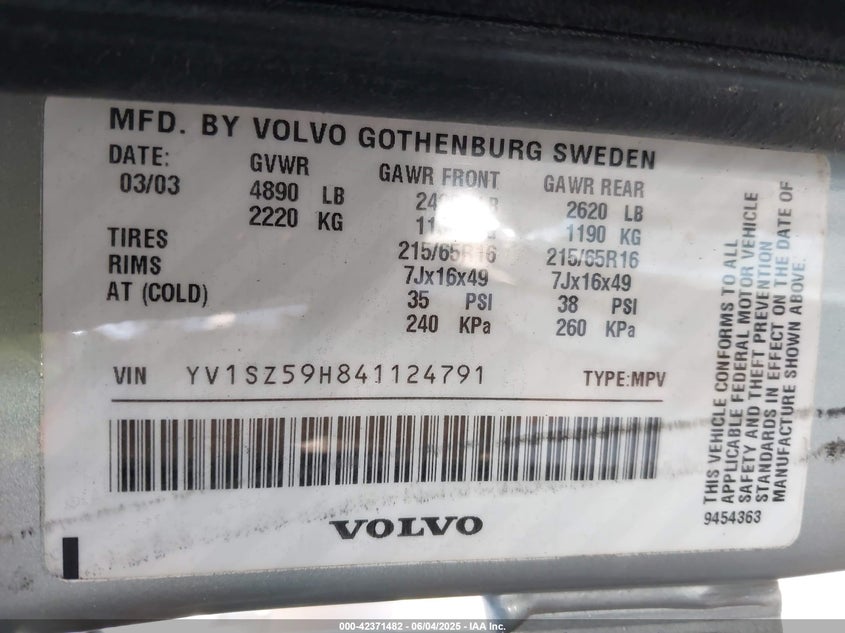 MFD. BY VOLVO GOTHENBURG SWEDEN
DATE: GVWR GAWR FRONT GAWR REAR
03/03 4890 LB 2620 LB
2220 KG 1190 KG
TIRES 215/65R16 215/65R16
RIMS 7Jx16x49 7Jx16x49
AT (COLD) 35 PSI 38 PSI
240 KPa 260 KPa
VIN YV1SZ59H841124791 TYPE:MPV
VOLVO
THIS VEHICLE CONFORMS TO ALL
APPLICABLE FEDERAL MOTOR VEHICLE
SAFETY AND THEFT PREVENTION
STANDARDS IN EFFECT ON THE DATE OF
MANUFACTURE SHOWN ABOVE.
9454363
000-42371482 - 06/04/2025 - IAA Inc.